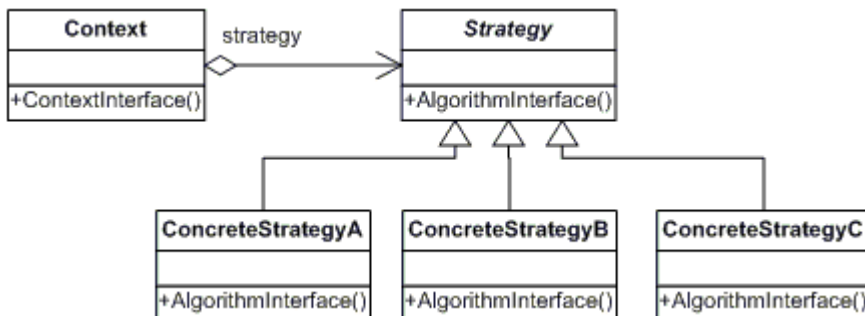 Context
strategy
Strategy
+ContextInterface()
+AlgorithmInterface()
ConcreteStrategyA
ConcreteStrategyB
ConcreteStrategyC
+AlgorithmInterface()
+AlgorithmInterface()
+AlgorithmInterface()